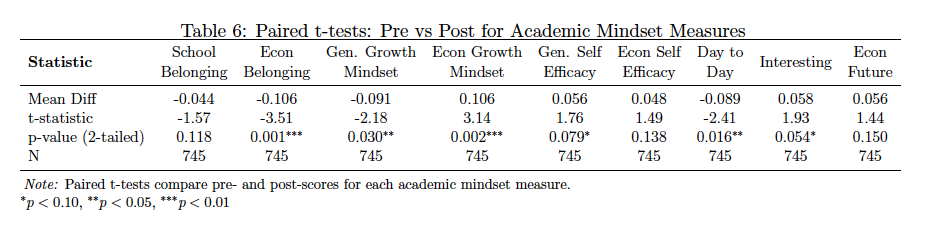 Table 6: Paired t-tests: Pre vs Post for Academic Mindset Measures
Statistic School Belonging Econ Belonging Gen. Growth Mindset Econ Growth Mindset Gen. Self Efficacy Econ Self Efficacy Day to Day Interesting Econ Future
Mean Diff -0.044 -0.106 -0.091 0.106 0.056 0.048 -0.089 0.058 0.056
t-statistic -1.57 -3.51 -2.18 3.14 1.76 1.49 -2.41 1.93 1.44
p-value (2-tailed) 0.118 0.001*** 0.030** 0.002*** 0.079* 0.138 0.016** 0.054* 0.150
N 745 745 745 745 745 745 745 745 745
Note: Paired t-tests compare pre- and post-scores for each academic mindset measure.
*p < 0.10, **p < 0.05, ***p < 0.01